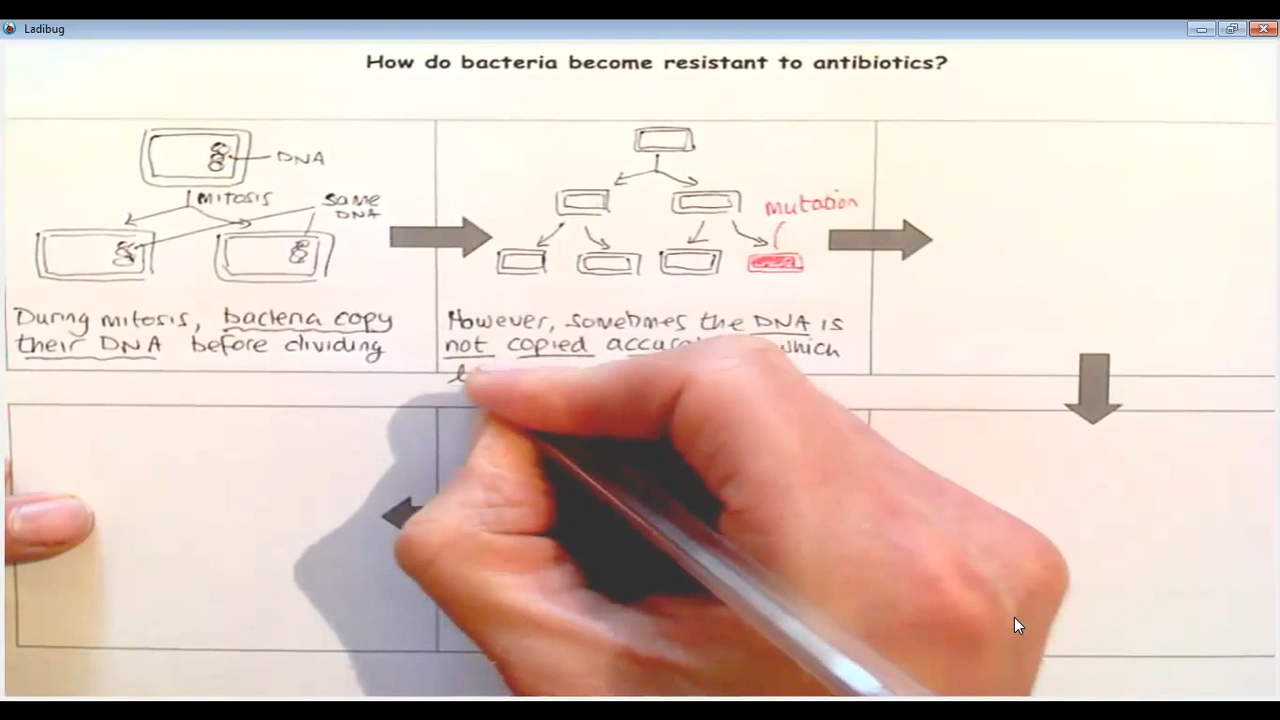 Ladibug
How do bacteria become resistant to antibiotics?
DNA
mitosis
same
DNA
During mitosis, bacteria copy
their DNA before dividing
mutation
However, sometimes the DNA is
not copied which